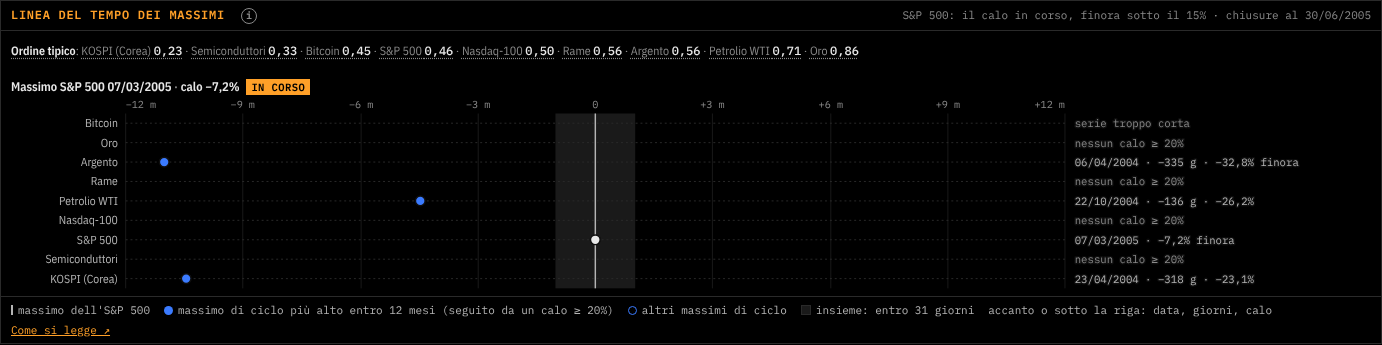 LINEA DEL TEMPO DEI MASSIMI i S&P 500: il calo in corso, finora sotto il 15% · chiusure al 30/06/2005
Ordine tipico: KOSPI (Corea) 0,23 · Semiconduttori 0,33 · Bitcoin 0,45 · S&P 500 0,46 · Nasdaq-100 0,50 · Rame 0,56 · Argento 0,56 · Petrolio WTI 0,71 · Oro 0,86
Massimo S&P 500 07/03/2005 · calo −7,2% IN CORSO
−12 m −9 m −6 m −3 m 0 +3 m +6 m +9 m +12 m
Bitcoin serie troppo corta
Oro nessun calo ≥ 20%
Argento 06/04/2004 · −335 g · −32,8% finora
Rame nessun calo ≥ 20%
Petrolio WTI 22/10/2004 · −136 g · −26,2%
Nasdaq-100 nessun calo ≥ 20%
S&P 500 07/03/2005 · −7,2% finora
Semiconduttori nessun calo ≥ 20%
KOSPI (Corea) 23/04/2004 · −318 g · −23,1%
massimo dell'S&P 500 massimo di ciclo più alto entro 12 mesi (seguito da un calo ≥ 20%) altri massimi di ciclo insieme: entro 31 giorni accanto o sotto la riga: data, giorni, calo
Come si legge ↗